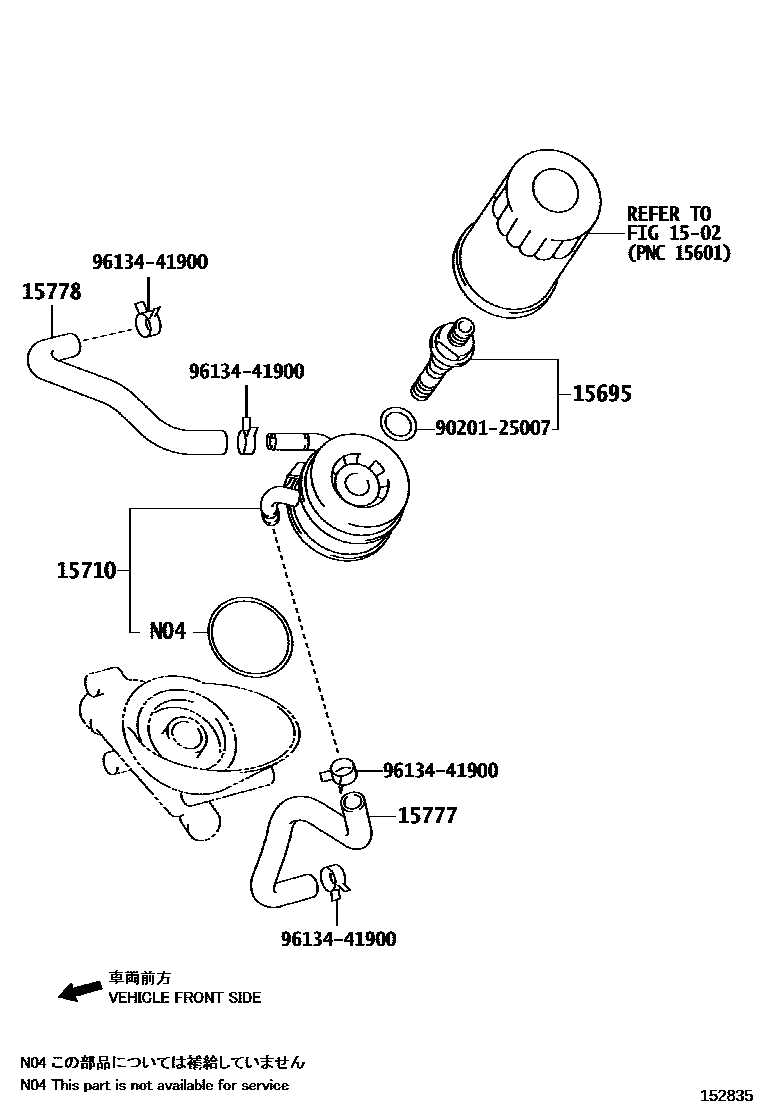 REFER TO
FIG 15-02
(PNC 15601)
96134-41900
15778
96134-41900
15695
90201-25007
15710
N04
96134-41900
15777
96134-41900
車両前方
VEHICLE FRONT SIDE
N04 この部品については補給していません
N04 This part is not available for service
152835